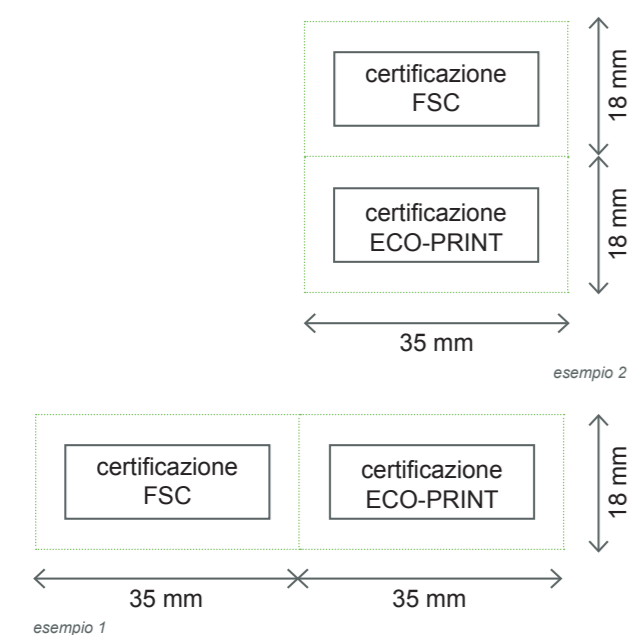 certificazione
FSC
18 mm
certificazione
ECO-PRINT
18 mm
35 mm
esempio 2
certificazione
FSC
certificazione
ECO-PRINT
18 mm
35 mm
35 mm
esempio 1